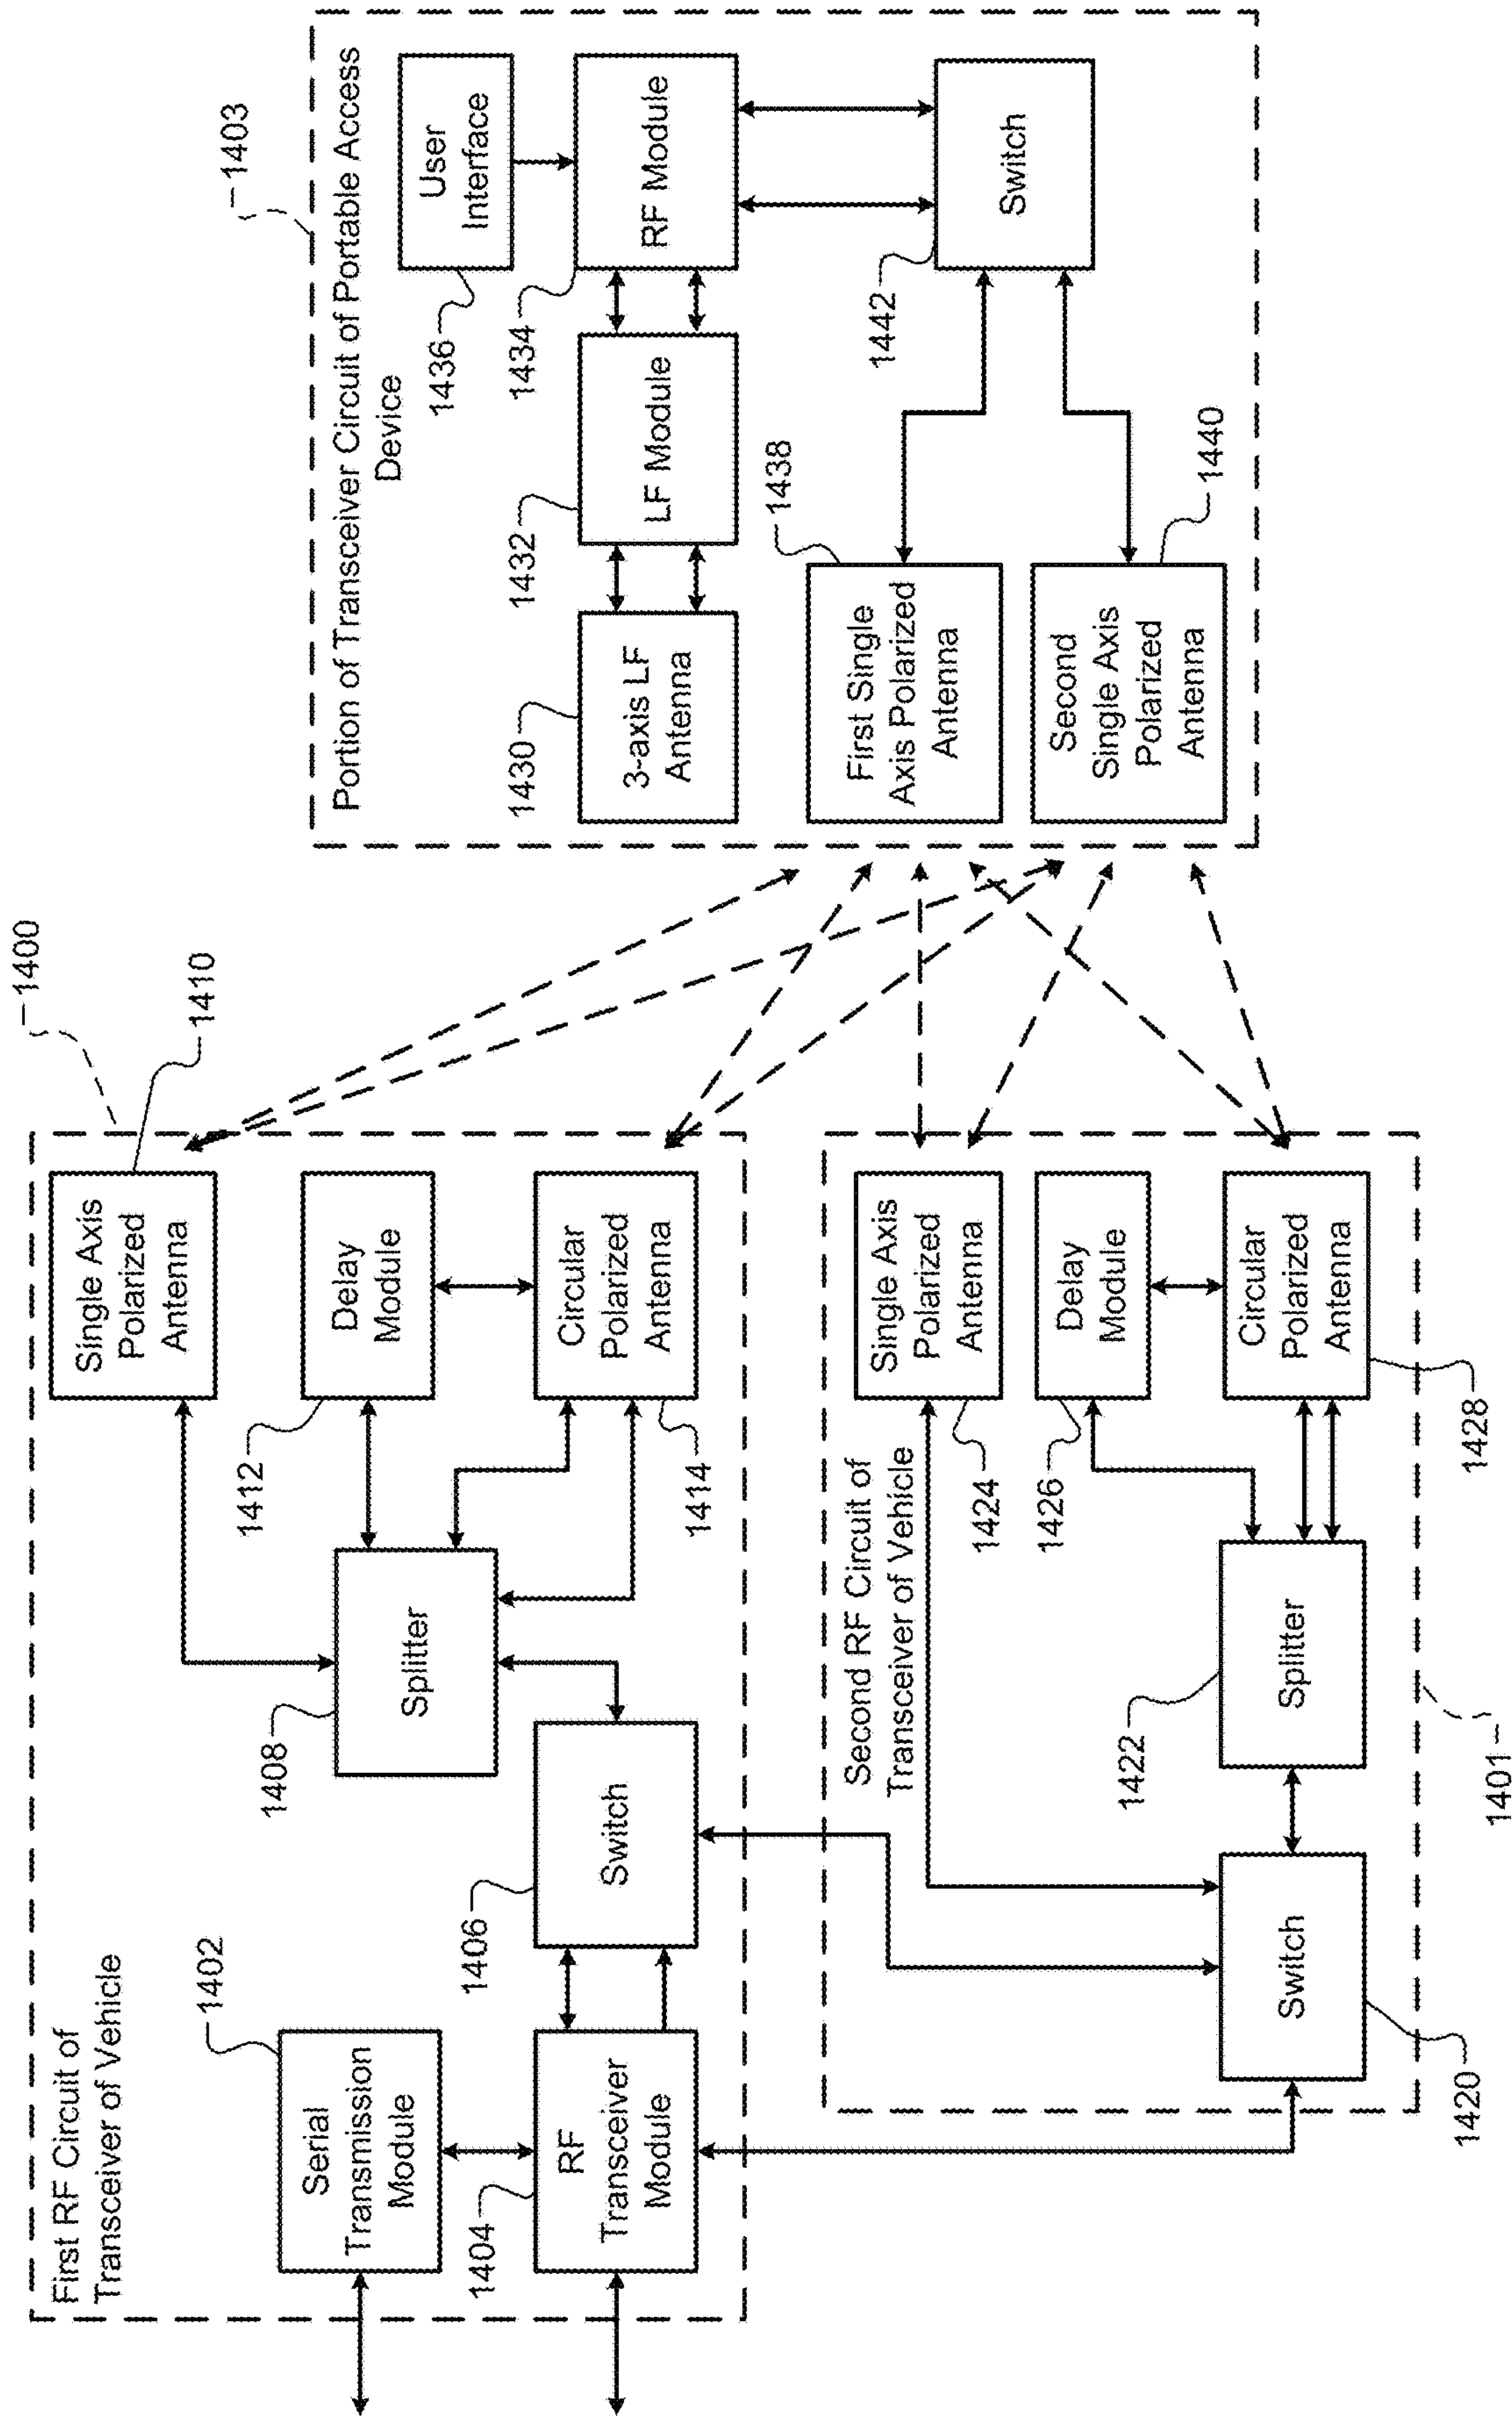 First RF Circuit of
Transceiver of Vehicle
1400
1402
Serial
Transmission
Module
1404
RF
Transceiver
Module
1406
Switch
1408
Splitter
1410
Single Axis
Polarized
Antenna
1412
Delay
Module
1414
Circular
Polarized
Antenna
Second RF Circuit of
Transceiver of Vehicle
1401
1420
Switch
1422
Splitter
1424
Single Axis
Polarized
Antenna
1426
Delay
Module
1428
Circular
Polarized
Antenna
1403
Portion of Transceiver Circuit of Portable Access
Device
1430
3-axis LF
Antenna
1432
LF Module
1434
RF Module
1436
User
Interface
1438
First Single
Axis Polarized
Antenna
1440
Second
Single Axis
Polarized
Antenna
1442
Switch